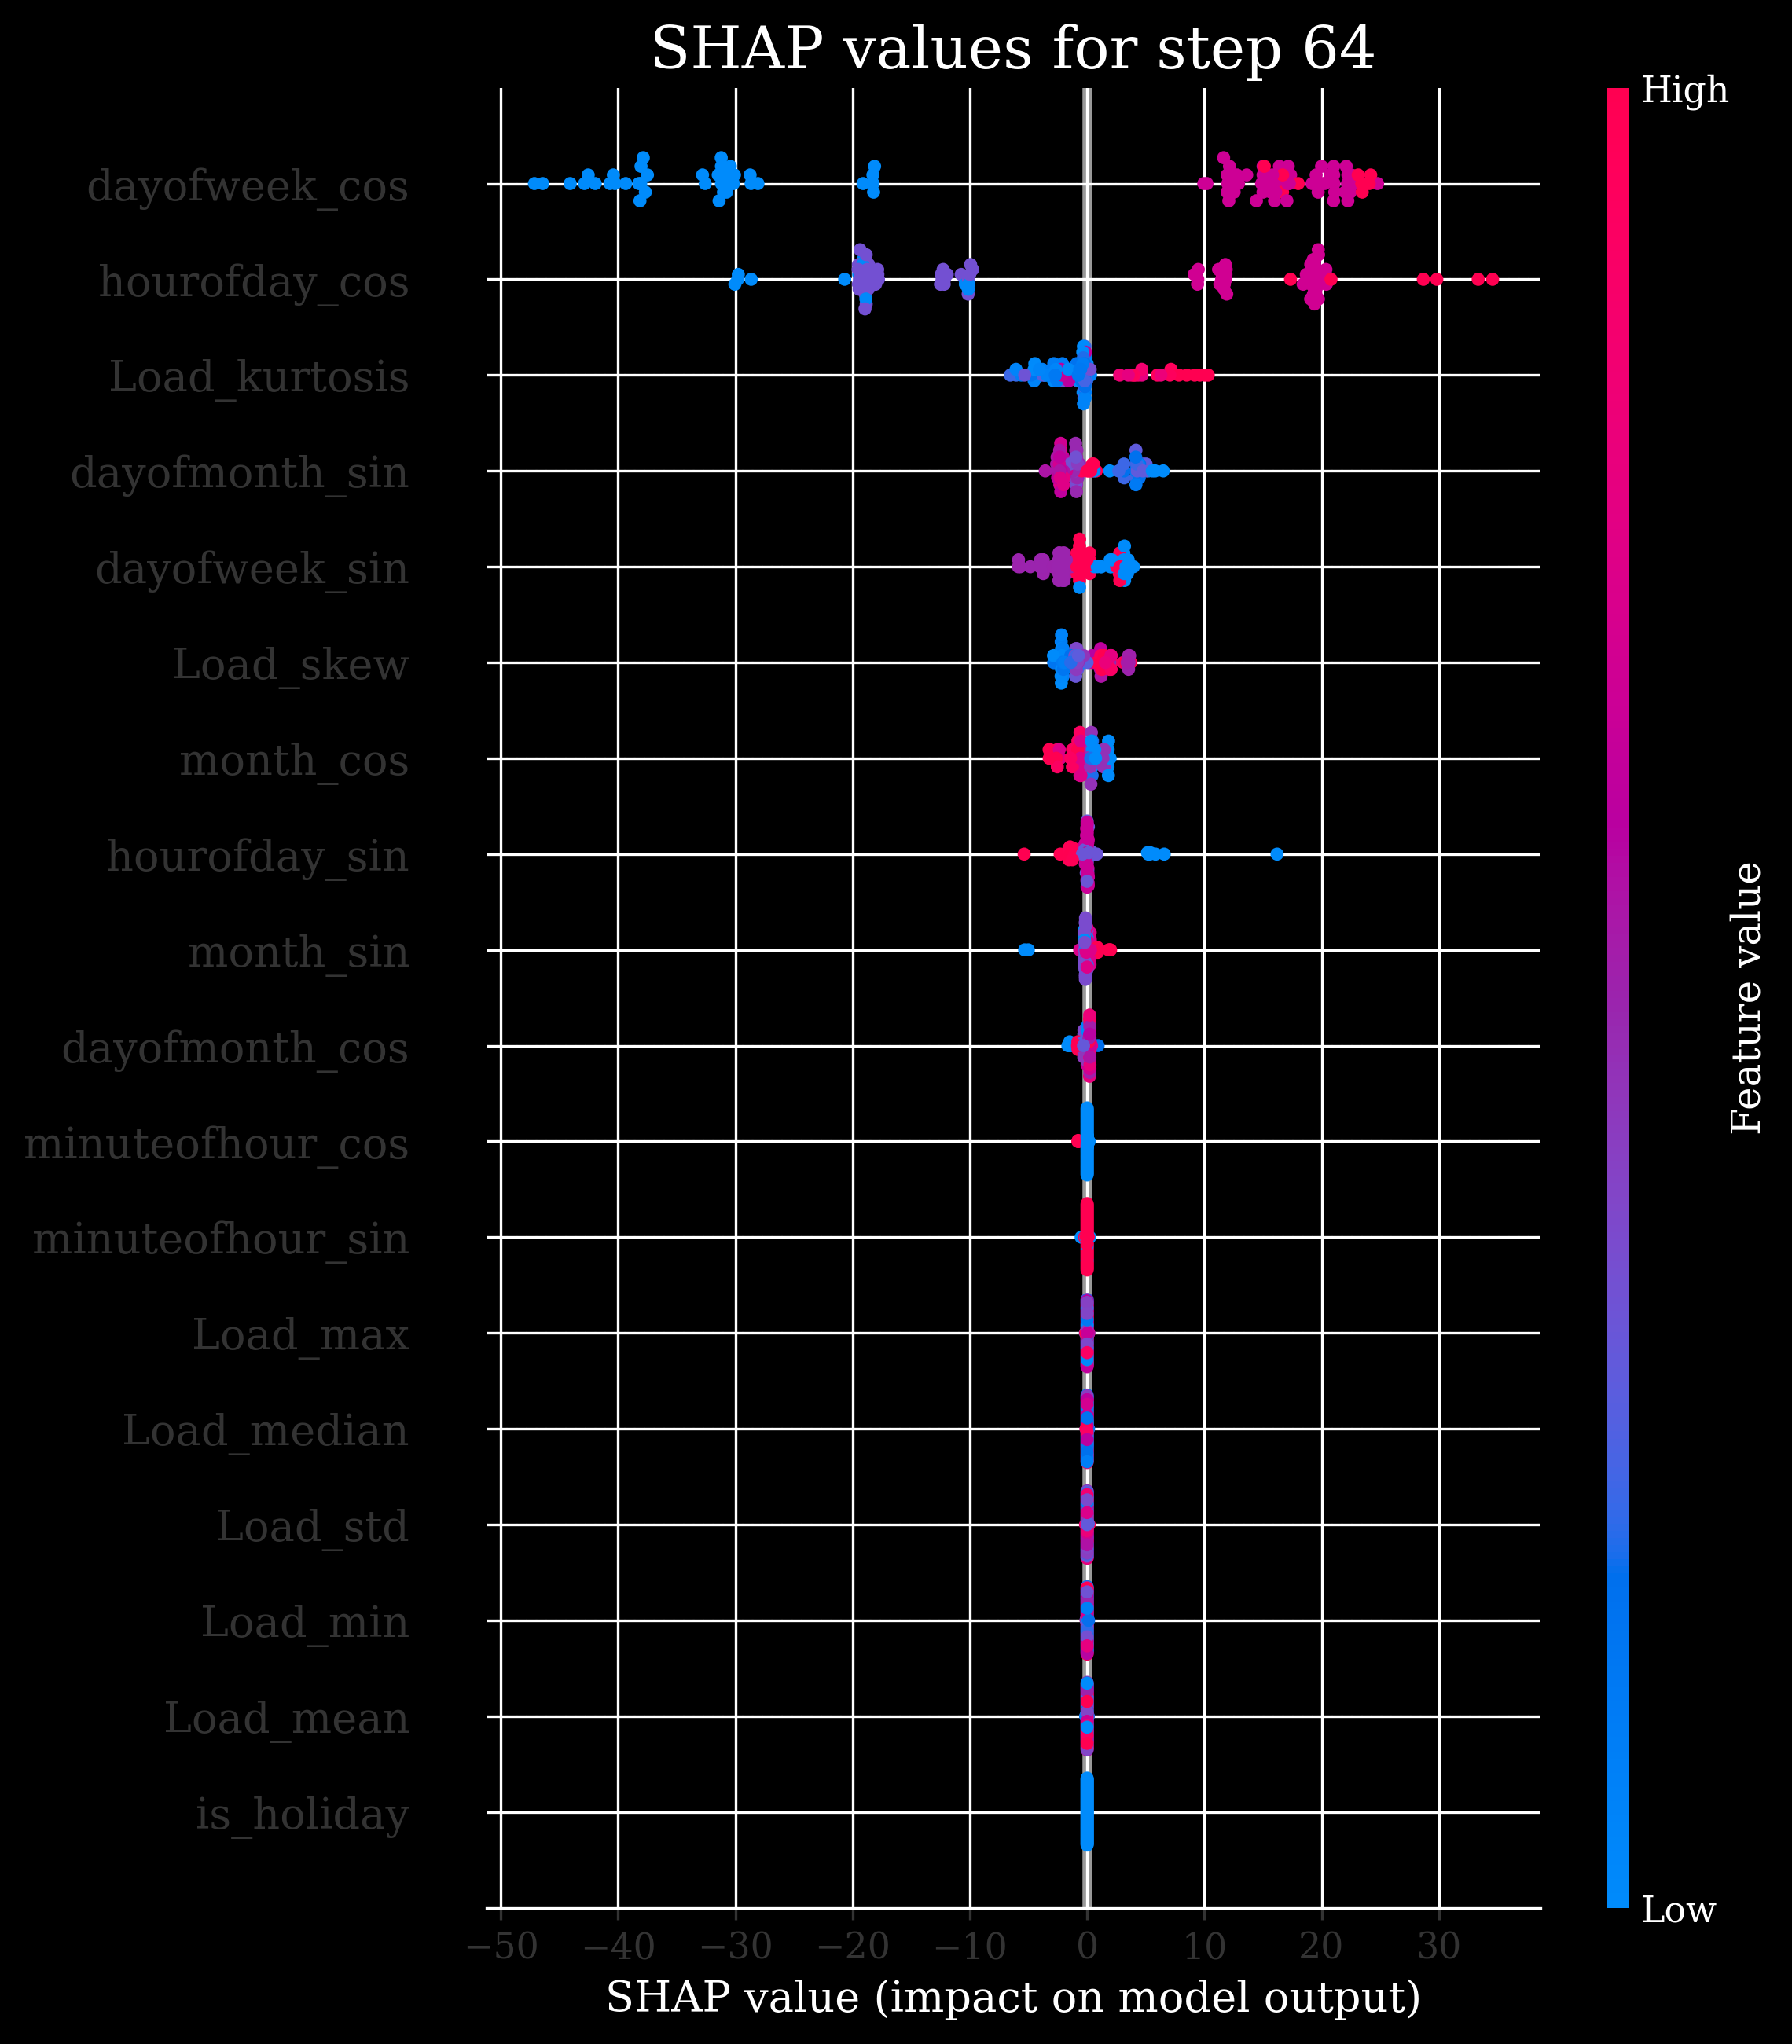 SHAP values for step 64
High
dayofweek_cos
hourofday_cos
Load_kurtosis
dayofmonth_sin
dayofweek_sin
Load_skew
month_cos
hourofday_sin
month_sin
dayofmonth_cos
minuteofhour_cos
minuteofhour_sin
Load_max
Load_median
Load_std
Load_min
Load_mean
is_holiday
Feature value
Low
−50 −40 −30 −20 −10 0 10 20 30
SHAP value (impact on model output)